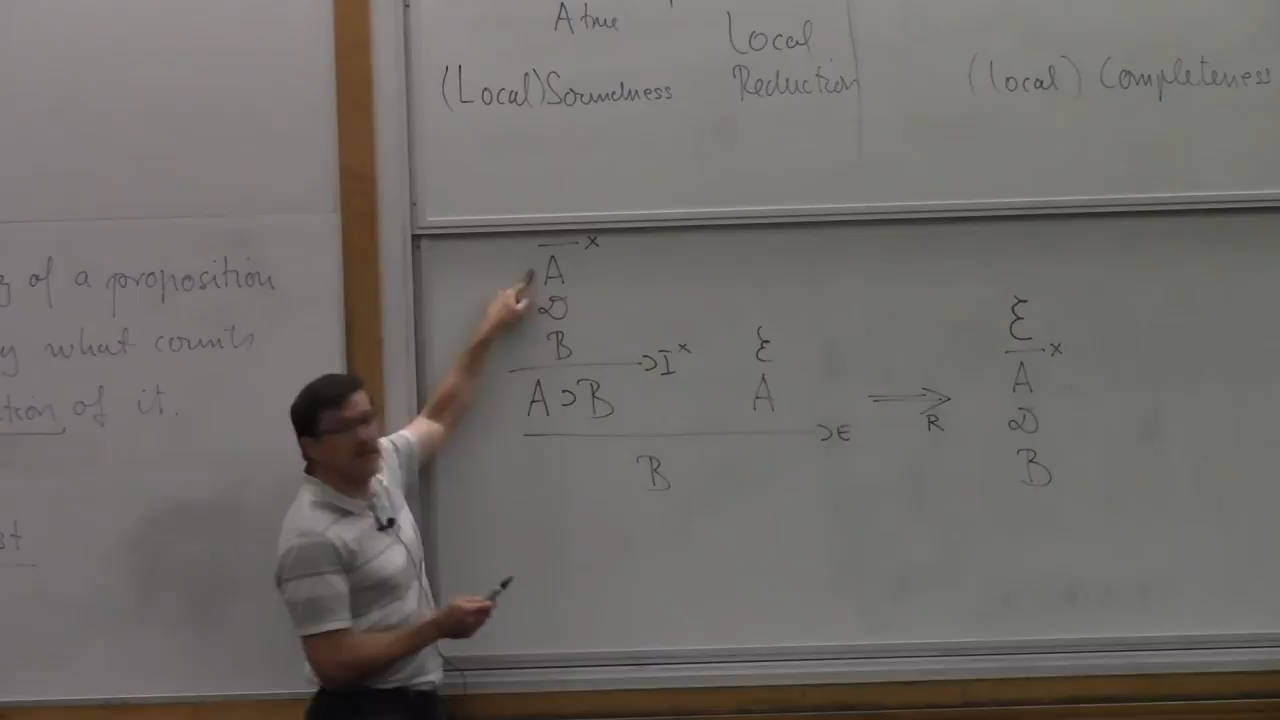 of a proposition
what counts
of it.
A true
Local
(Local) Soundness
Reduction
(local) Completeness
x
A
D
B
⊃I x
A ⊃ B
E
A
⊃E
B
⟹
R
E
x
A
D
B